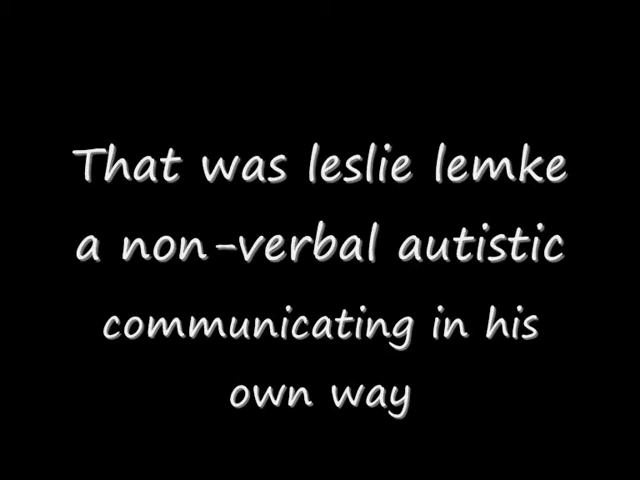 That was leslie lemke
a non-verbal autistic
communicating in his
own way